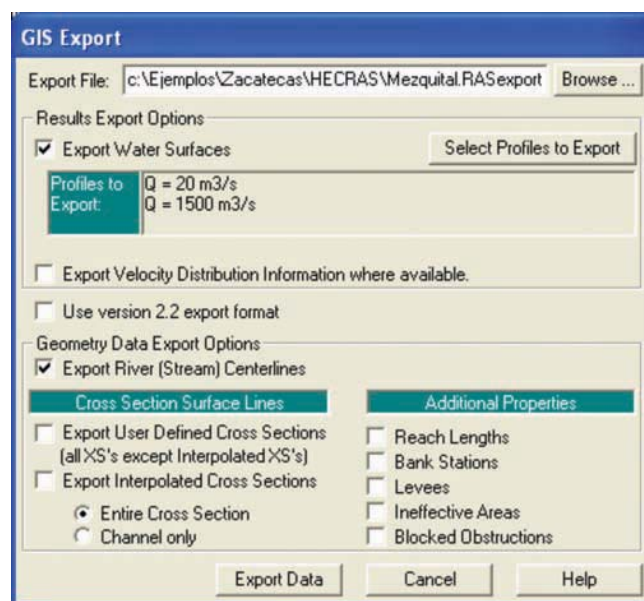 GIS Export
Export File: c:\Ejemplos\Zacatecas\HECRAS\Mezquital.RASexport Browse ...
Results Export Options
Export Water Surfaces Select Profiles to Export
Profiles to Export:
Q = 20 m3/s
Q = 1500 m3/s
Export Velocity Distribution Information where available.
Use version 2.2 export format
Geometry Data Export Options
Export River (Stream) Centerlines
Cross Section Surface Lines
Export User Defined Cross Sections
(all XS's except Interpolated XS's)
Export Interpolated Cross Sections
Entire Cross Section
Channel only
Additional Properties
Reach Lengths
Bank Stations
Levees
Ineffective Areas
Blocked Obstructions
Export Data Cancel Help